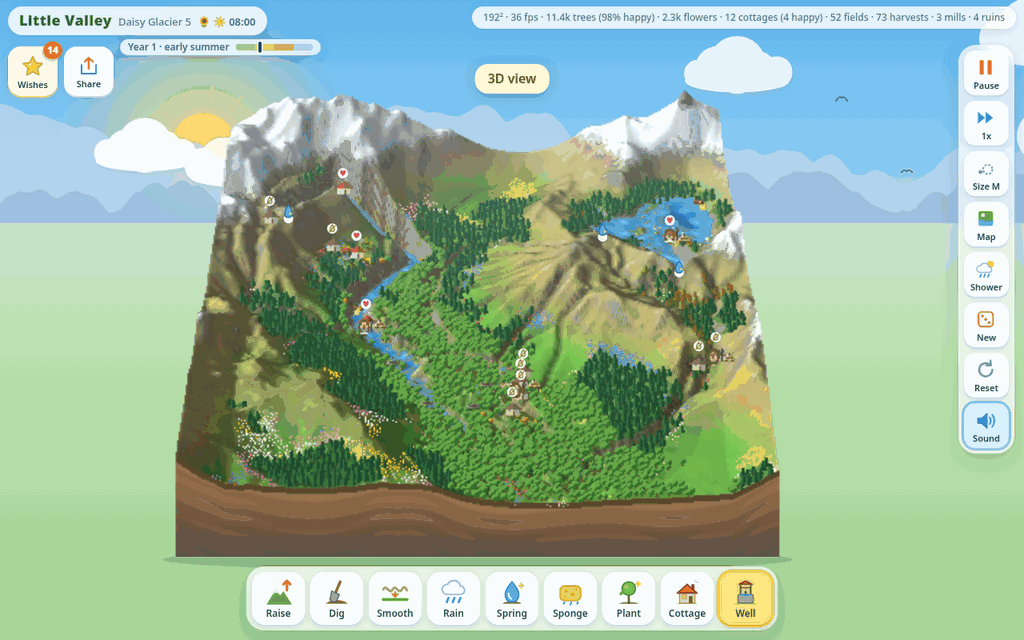 Little Valley Daisy Glacier 5 08:00
192² · 36 fps · 11.4k trees (98% happy) · 2.3k flowers · 12 cottages (4 happy) · 52 fields · 73 harvests · 3 mills · 4 ruins
Year 1 · early summer
14
Wishes
Share
3D view
Pause
1x
Size M
Map
Shower
New
Reset
Sound
Raise
Dig
Smooth
Rain
Spring
Sponge
Plant
Cottage
Well